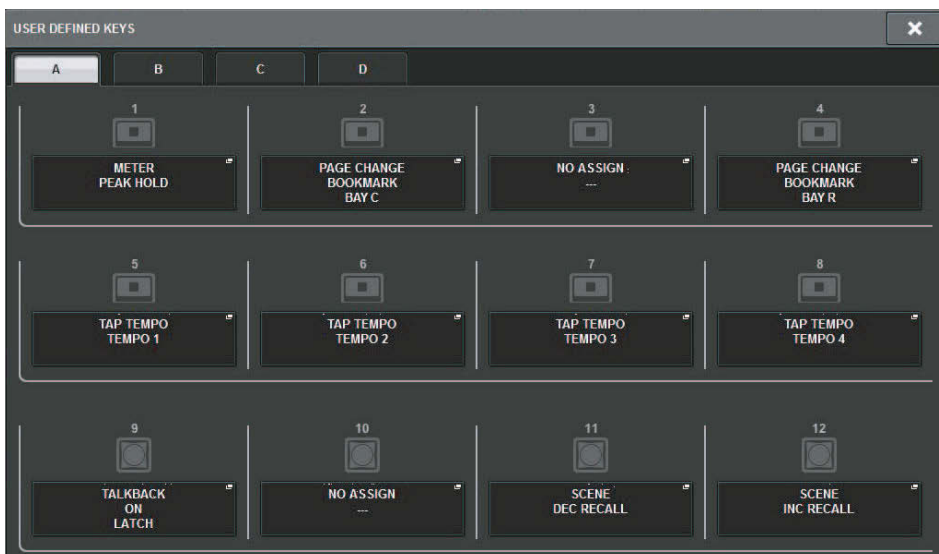 USER DEFINED KEYS
A B C D
1 2 3 4
METER PAGE CHANGE NO ASSIGN PAGE CHANGE
PEAK HOLD BOOKMARK --- BOOKMARK
BAY C BAY R
5 6 7 8
TAP TEMPO TAP TEMPO TAP TEMPO TAP TEMPO
TEMPO 1 TEMPO 2 TEMPO 3 TEMPO 4
9 10 11 12
TALKBACK NO ASSIGN SCENE SCENE
ON --- DEC RECALL INC RECALL
LATCH